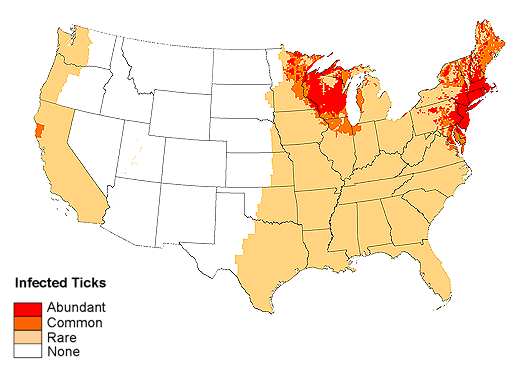 Infected Ticks
Abundant
Common
Rare
None